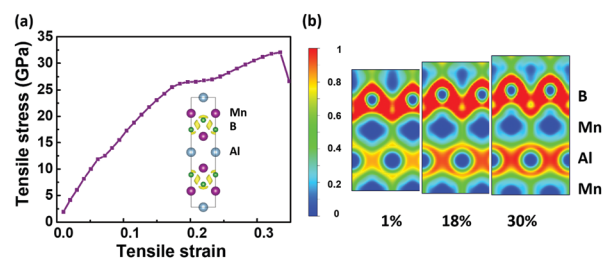 (a)
Tensile stress (GPa)
35
30
25
20
15
10
5
0
0.0 0.1 0.2 0.3
Tensile strain
Mn
B
Al
(b)
1
0.8
0.6
0.4
0.2
0
B
Mn
Al
Mn
1% 18% 30%